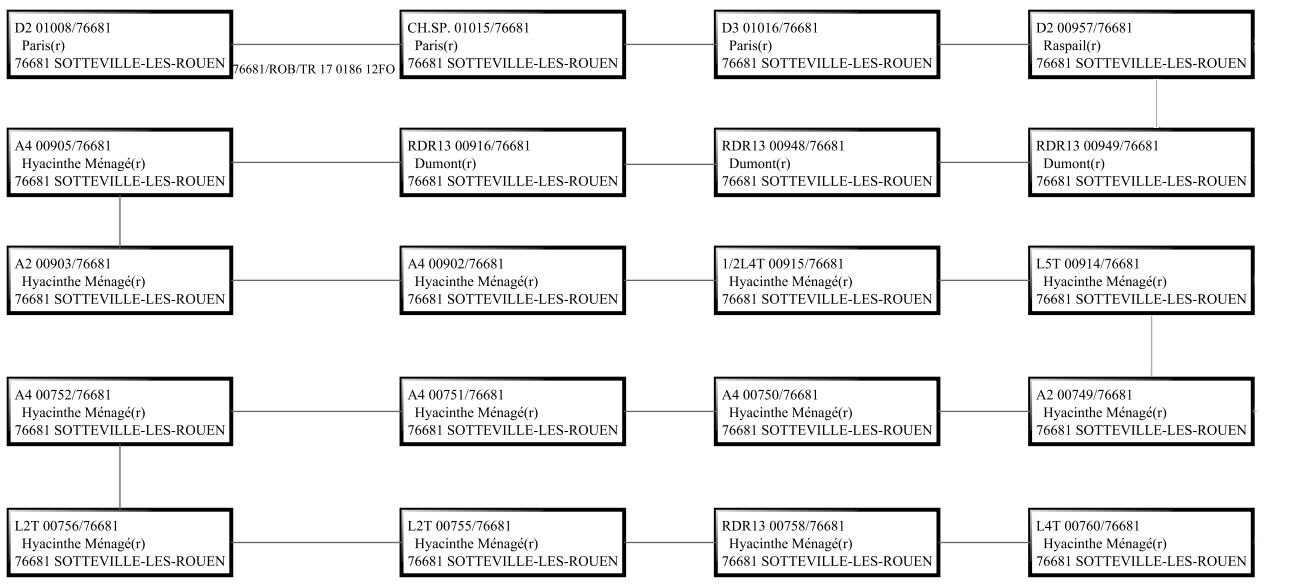 D2 01008/76681
Paris(r)
76681 SOTTEVILLE-LES-ROUEN
76681/ROB/TR 17 0186 12FO
CH.SP. 01015/76681
Paris(r)
76681 SOTTEVILLE-LES-ROUEN
D3 01016/76681
Paris(r)
76681 SOTTEVILLE-LES-ROUEN
D2 00957/76681
Raspail(r)
76681 SOTTEVILLE-LES-ROUEN
A4 00905/76681
Hyacinthe Ménagé(r)
76681 SOTTEVILLE-LES-ROUEN
RDR13 00916/76681
Dumont(r)
76681 SOTTEVILLE-LES-ROUEN
RDR13 00948/76681
Dumont(r)
76681 SOTTEVILLE-LES-ROUEN
RDR13 00949/76681
Dumont(r)
76681 SOTTEVILLE-LES-ROUEN
A2 00903/76681
Hyacinthe Ménagé(r)
76681 SOTTEVILLE-LES-ROUEN
A4 00902/76681
Hyacinthe Ménagé(r)
76681 SOTTEVILLE-LES-ROUEN
1/2L4T 00915/76681
Hyacinthe Ménagé(r)
76681 SOTTEVILLE-LES-ROUEN
L5T 00914/76681
Hyacinthe Ménagé(r)
76681 SOTTEVILLE-LES-ROUEN
A4 00752/76681
Hyacinthe Ménagé(r)
76681 SOTTEVILLE-LES-ROUEN
A4 00751/76681
Hyacinthe Ménagé(r)
76681 SOTTEVILLE-LES-ROUEN
A4 00750/76681
Hyacinthe Ménagé(r)
76681 SOTTEVILLE-LES-ROUEN
A2 00749/76681
Hyacinthe Ménagé(r)
76681 SOTTEVILLE-LES-ROUEN
L2T 00756/76681
Hyacinthe Ménagé(r)
76681 SOTTEVILLE-LES-ROUEN
L2T 00755/76681
Hyacinthe Ménagé(r)
76681 SOTTEVILLE-LES-ROUEN
RDR13 00758/76681
Hyacinthe Ménagé(r)
76681 SOTTEVILLE-LES-ROUEN
L4T 00760/76681
Hyacinthe Ménagé(r)
76681 SOTTEVILLE-LES-ROUEN